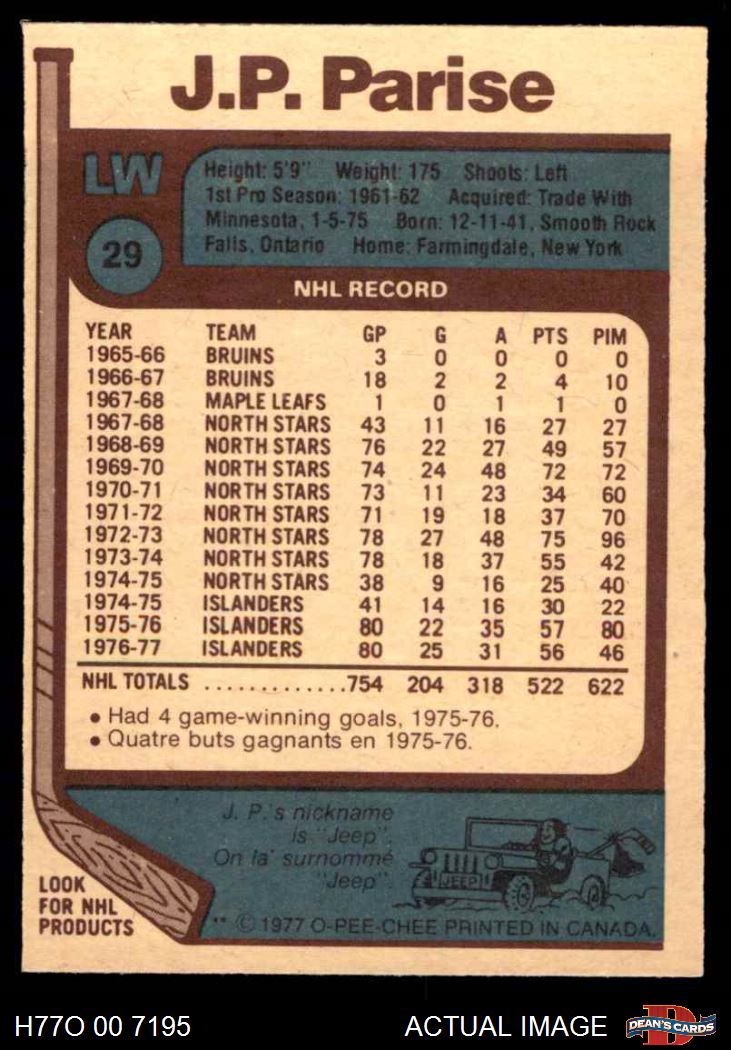 J.P. Parise
LW
29
Height: 5'9" Weight: 175 Shoots: Left
1st Pro Season: 1961-62 Acquired: Trade With
Minnesota, 1-5-75 Born: 12-11-41, Smooth Rock
Falls, Ontario Home: Farmingdale, New York
NHL RECORD
YEAR TEAM GP G A PTS PIM
1965-66 BRUINS 3 0 0 0 0
1966-67 BRUINS 18 2 2 4 10
1967-68 MAPLE LEAFS 1 0 1 1 0
1967-68 NORTH STARS 43 11 16 27 27
1968-69 NORTH STARS 76 22 27 49 57
1969-70 NORTH STARS 74 24 48 72 72
1970-71 NORTH STARS 73 11 23 34 60
1971-72 NORTH STARS 71 19 18 37 70
1972-73 NORTH STARS 78 27 48 75 96
1973-74 NORTH STARS 78 18 37 55 42
1974-75 NORTH STARS 38 9 16 25 40
1974-75 ISLANDERS 41 14 16 30 22
1975-76 ISLANDERS 80 22 35 57 80
1976-77 ISLANDERS 80 25 31 56 46
NHL TOTALS .............754 204 318 522 622
• Had 4 game-winning goals, 1975-76.
• Quatre buts gagnants en 1975-76.
J. P.'s nickname
is "Jeep".
On la' surnommé
"Jeep".
JEEP
LOOK
FOR NHL
PRODUCTS
** © 1977 O-PEE-CHEE PRINTED IN CANADA.
H77O 00 7195
ACTUAL IMAGE
D
DEAN'S CARDS